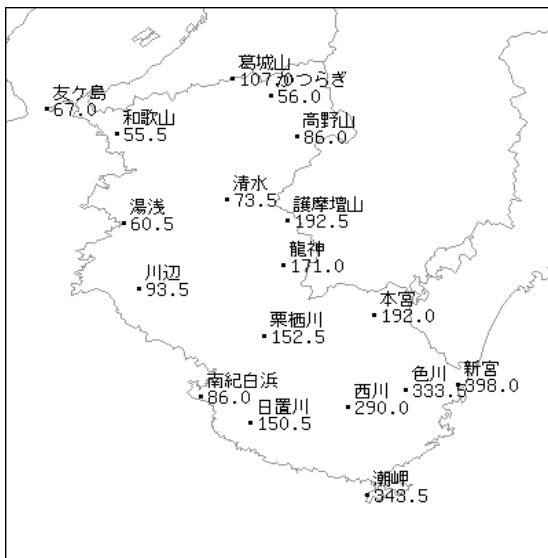 葛城山
107.0
かつらぎ
56.0
友ケ島
67.0
和歌山
55.5
高野山
86.0
清水
73.5
護摩壇山
192.5
湯浅
60.5
龍神
171.0
川辺
93.5
本宮
192.0
栗栖川
152.5
南紀白浜
86.0
日置川
150.5
西川
290.0
色川
333.5
新宮
398.0
潮岬
343.5